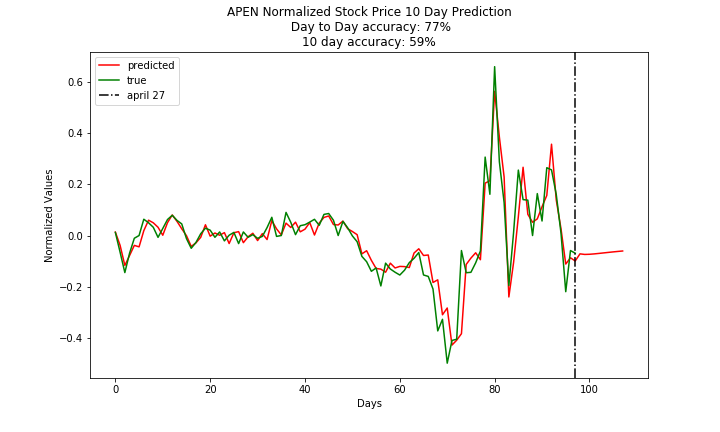 APEN Normalized Stock Price 10 Day Prediction
Day to Day accuracy: 77%
10 day accuracy: 59%
predicted
true
april 27
Normalized Values
0.6
0.4
0.2
0.0
−0.2
−0.4
0 20 40 60 80 100
Days